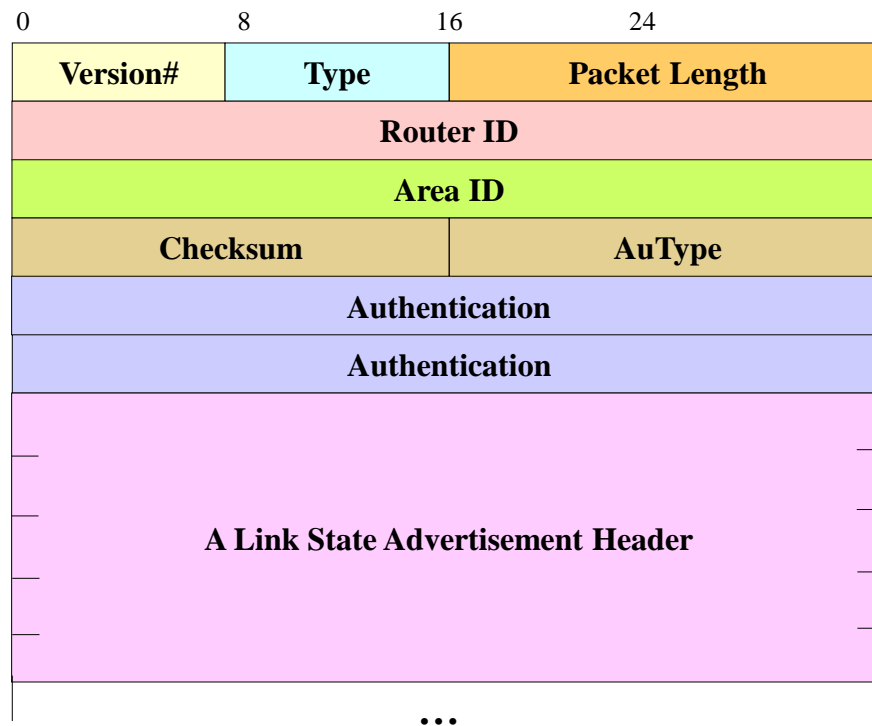 0 8 16 24
Version# Type Packet Length
Router ID
Area ID
Checksum AuType
Authentication
Authentication
A Link State Advertisement Header
...